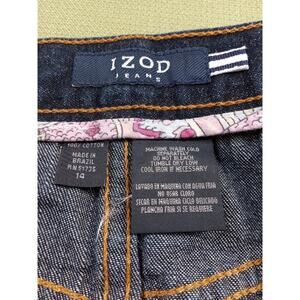 IZOD
JEANS
100% COTTON
MADE IN
BRAZIL
RN 51735
14
MACHINE WASH COLD
SEPARATELY
DO NOT BLEACH
TUMBLE DRY LOW
COOL IRON IF NECESSARY
LAVADO EN MAQUINA CON AGUA FRIA
NO USAR CLORO
SECAR EN MAQUINA CICLO DELICADO
PLANCHA FRIA SI SE REQUIERE